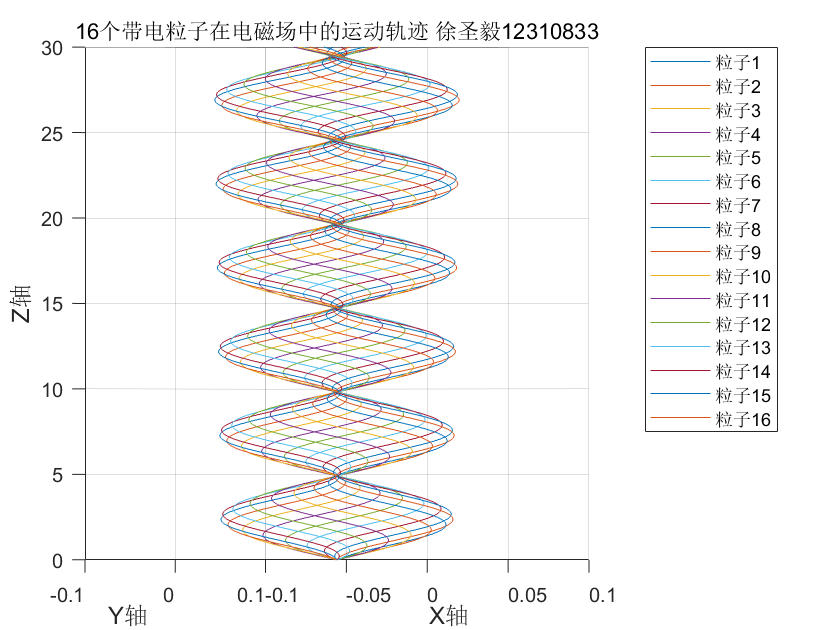 16个带电粒子在电磁场中的运动轨迹 徐圣毅12310833
30
25
20
15
10
5
0
Z轴
-0.1 0 0.1 -0.1 -0.05 0 0.05 0.1
Y轴 X轴
粒子1
粒子2
粒子3
粒子4
粒子5
粒子6
粒子7
粒子8
粒子9
粒子10
粒子11
粒子12
粒子13
粒子14
粒子15
粒子16